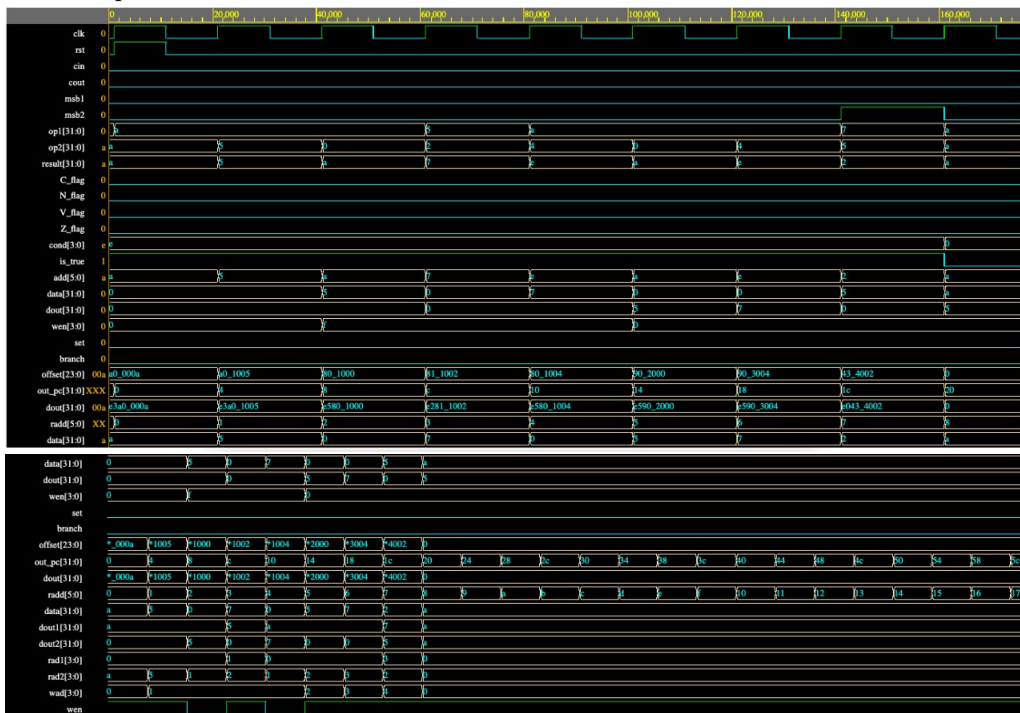 20,000 40,000 60,000 80,000 100,000 120,000 140,000 160,000
clk 0
rst 0
cin 0
cout 0
msb1 0
msb2 0
op1[31:0] 0 a 5 a 7 a
op2[31:0] a a 5 0 2 4 0 4 5 a
result[31:0] a a 5 a 7 e a e 2 a
C_flag 0
N_flag 0
V_flag 0
Z_flag 0
cond[3:0] e e 0
is_true 1
add[5:0] a a 5 a 7 e a e 2 a
data[31:0] 0 0 5 0 7 0 0 5 a
dout[31:0] 0 0 0 5 7 0 5
wen[3:0] 0 0 f 0
set 0
branch 0
offset[23:0] 00a a0_000a a0_1005 80_1000 81_1002 80_1004 90_2000 90_3004 43_4002 0
out_pc[31:0] XXX 0 4 8 c 10 14 18 1c 20
dout[31:0] 00a e3a0_000a e3a0_1005 e580_1000 e281_1002 e580_1004 e590_2000 e590_3004 e043_4002 0
radd[5:0] XX 0 1 2 3 4 5 6 7 8
data[31:0] a a 5 0 7 0 5 7 2 a
data[31:0] 0 5 0 7 0 0 5 a
dout[31:0] 0 0 5 7 0 5
wen[3:0] 0 f 0
set
branch
offset[23:0] *_000a *1005 *1000 *1002 *1004 *2000 *3004 *4002 0
out_pc[31:0] 0 4 8 c 10 14 18 1c 20 24 28 2c 30 34 38 3c 40 44 48 4c 50 54 58 5c
dout[31:0] *_000a *1005 *1000 *1002 *1004 *2000 *3004 *4002 0
radd[5:0] 0 1 2 3 4 5 6 7 8 9 a b c d e f 10 11 12 13 14 15 16 17
data[31:0] a 5 0 7 0 5 7 2 a
dout1[31:0] a 5 a 7 a
dout2[31:0] 0 5 0 7 0 0 5 a
rad1[3:0] 0 1 0 3 0
rad2[3:0] a 5 1 2 1 2 3 2 0
wad[3:0] 0 1 2 3 4 0
wen